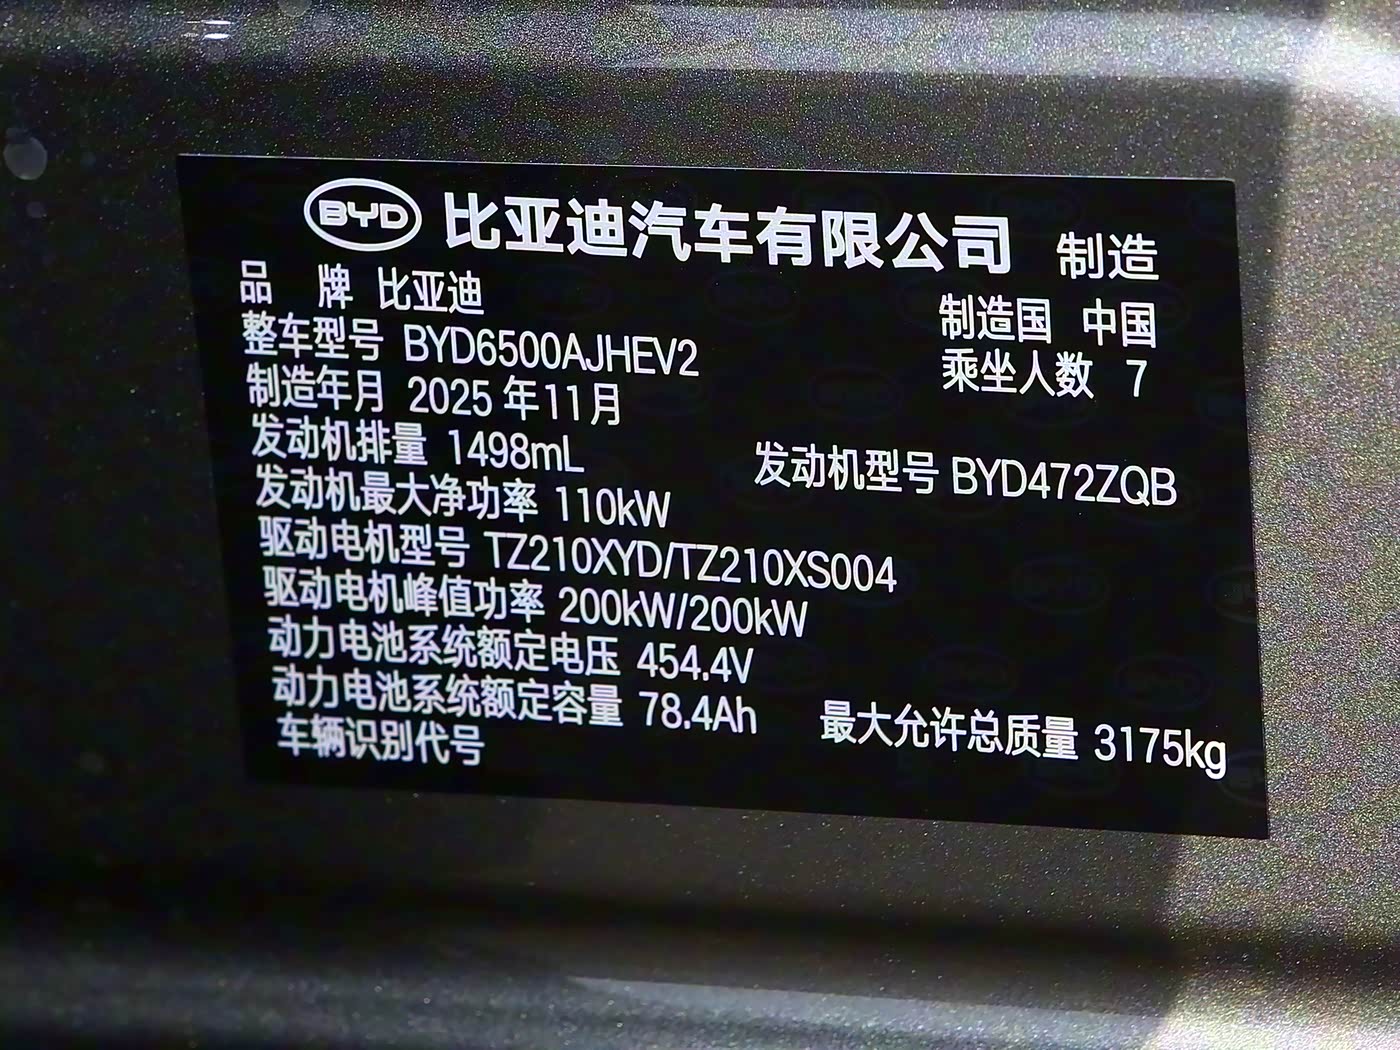 BYD 比亚迪汽车有限公司 制造
品 牌 比亚迪 制造国 中国
整车型号 BYD6500AJHEV2 乘坐人数 7
制造年月 2025 年11月
发动机排量 1498mL 发动机型号 BYD472ZQB
发动机最大净功率 110kW
驱动电机型号 TZ210XYD/TZ210XS004
驱动电机峰值功率 200kW/200kW
动力电池系统额定电压 454.4V
动力电池系统额定容量 78.4Ah 最大允许总质量 3175kg
车辆识别代号